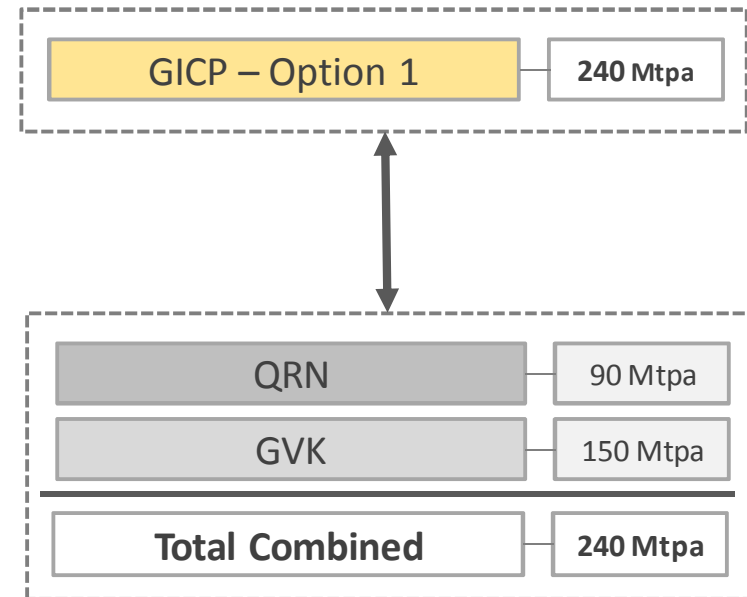 GICP – Option 1
240 Mtpa
QRN
90 Mtpa
GVK
150 Mtpa
Total Combined
240 Mtpa